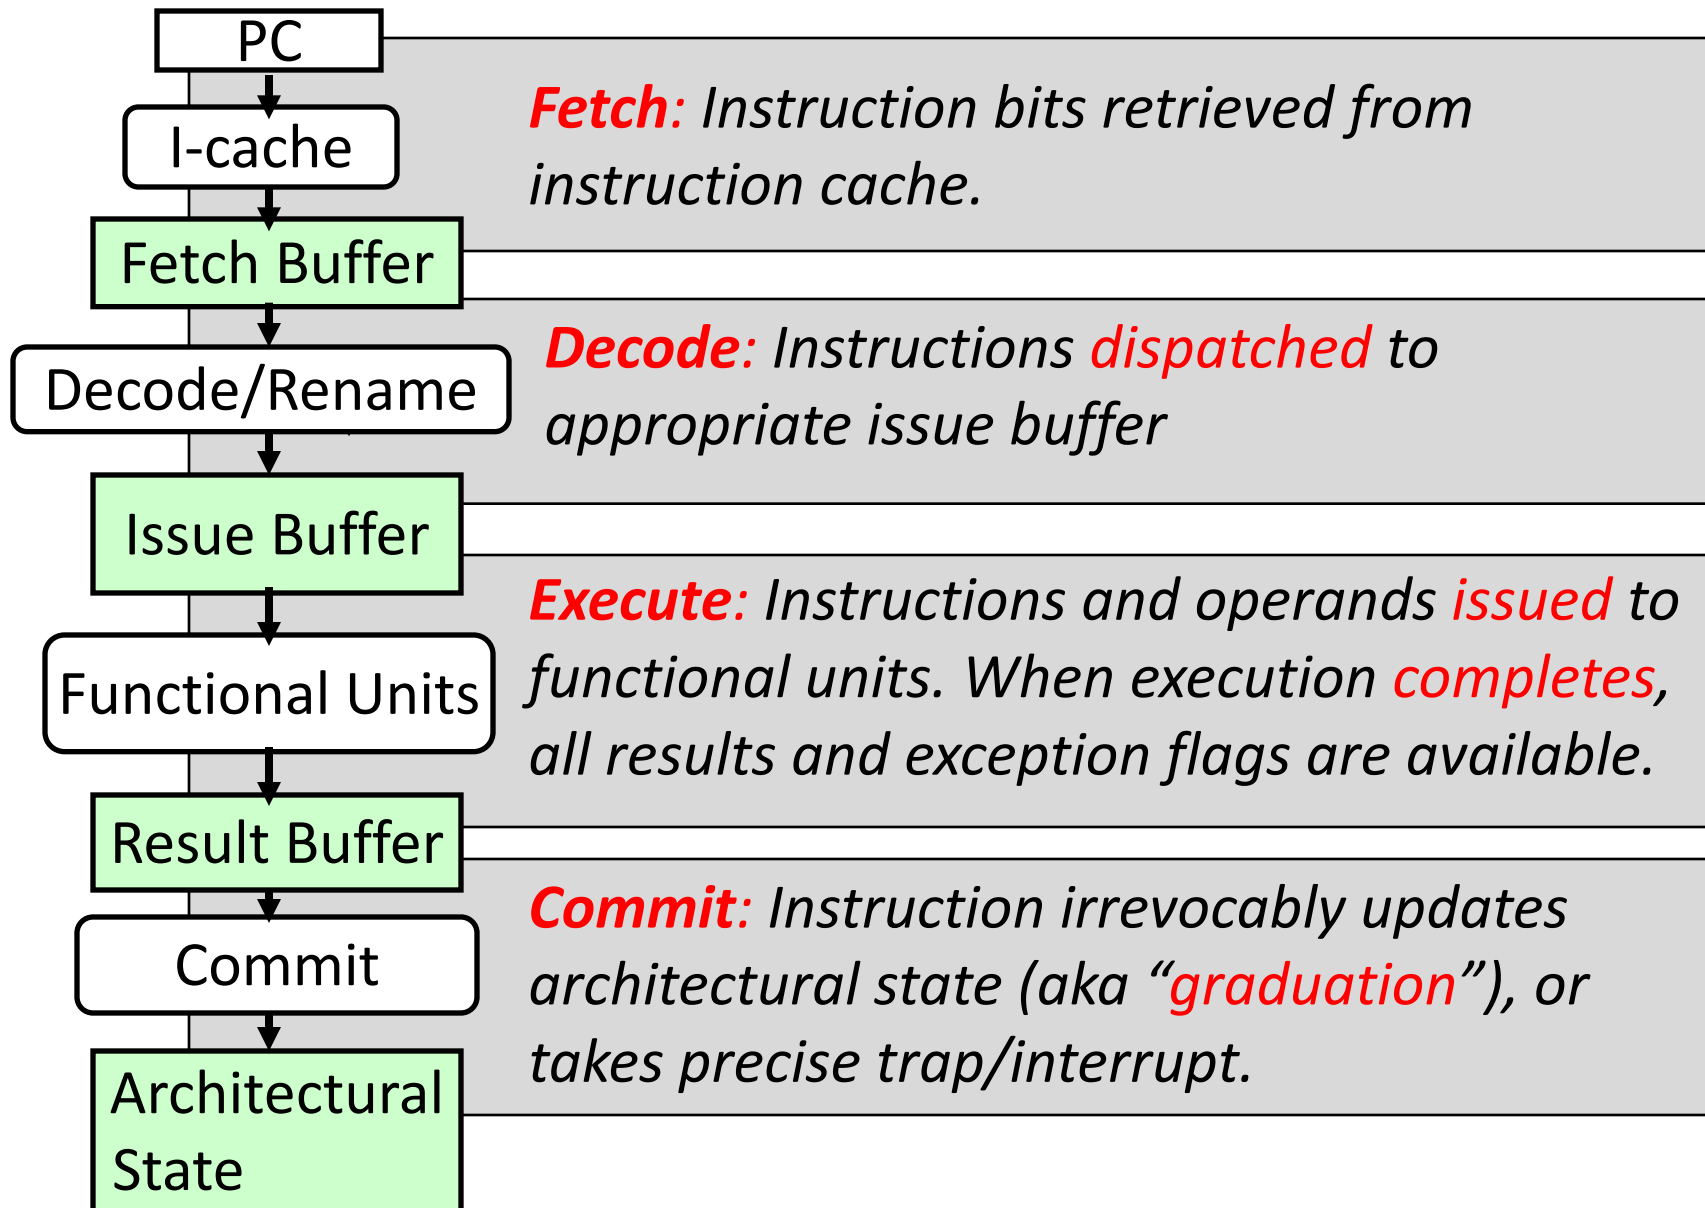 PC
I-cache
Fetch: Instruction bits retrieved from
instruction cache.
Fetch Buffer
Decode/Rename
Decode: Instructions dispatched to
appropriate issue buffer
Issue Buffer
Execute: Instructions and operands issued to
functional units. When execution completes,
all results and exception flags are available.
Functional Units
Result Buffer
Commit
Commit: Instruction irrevocably updates
architectural state (aka “graduation”), or
takes precise trap/interrupt.
Architectural
State